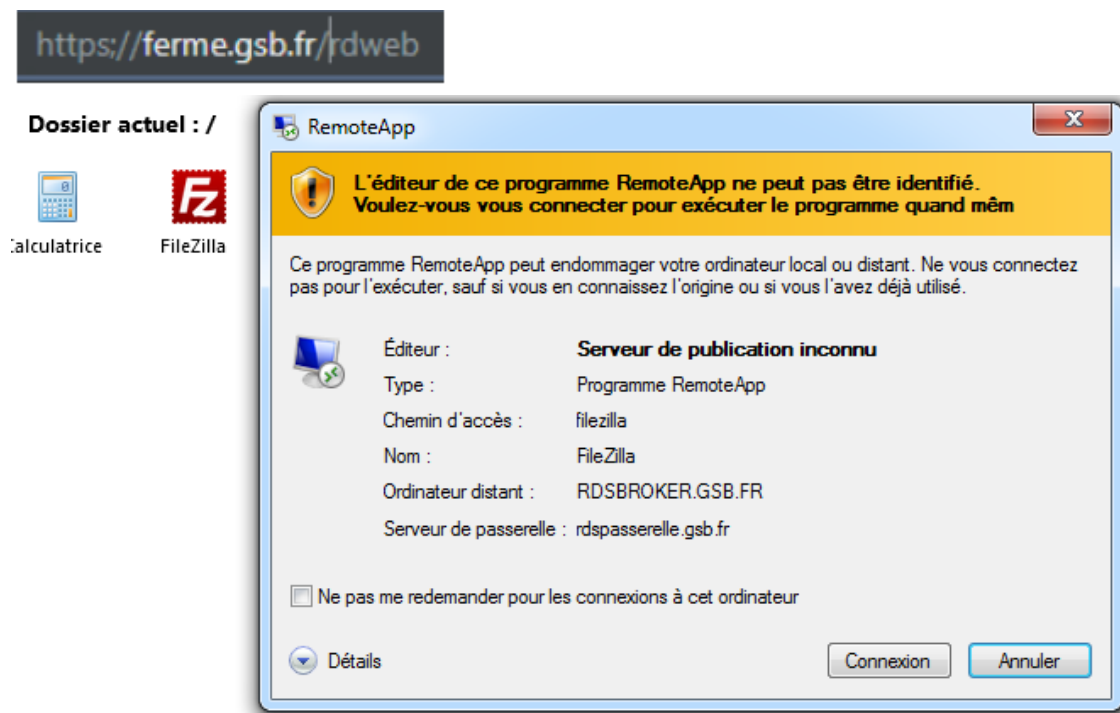 https://ferme.gsb.fr/rdweb
Dossier actuel : /
alculatrice
FileZilla
RemoteApp
L'éditeur de ce programme RemoteApp ne peut pas être identifié.
Voulez-vous vous connecter pour exécuter le programme quand mêm
Ce programme RemoteApp peut endommager votre ordinateur local ou distant. Ne vous connectez
pas pour l'exécuter, sauf si vous en connaissez l'origine ou si vous l'avez déjà utilisé.
Éditeur : Serveur de publication inconnu
Type : Programme RemoteApp
Chemin d'accès : filezilla
Nom : FileZilla
Ordinateur distant : RDSBROKER.GSB.FR
Serveur de passerelle : rdspasserelle.gsb.fr
Ne pas me redemander pour les connexions à cet ordinateur
Détails
Connexion
Annuler